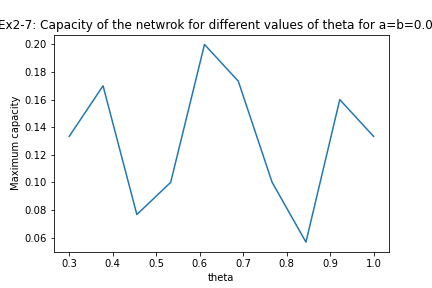 Ex2-7: Capacity of the netwrok for different values of theta for a=b=0.0
0.20
0.18
0.16
0.14
0.12
0.10
0.08
0.06
Maximum capacity
0.3 0.4 0.5 0.6 0.7 0.8 0.9 1.0
theta